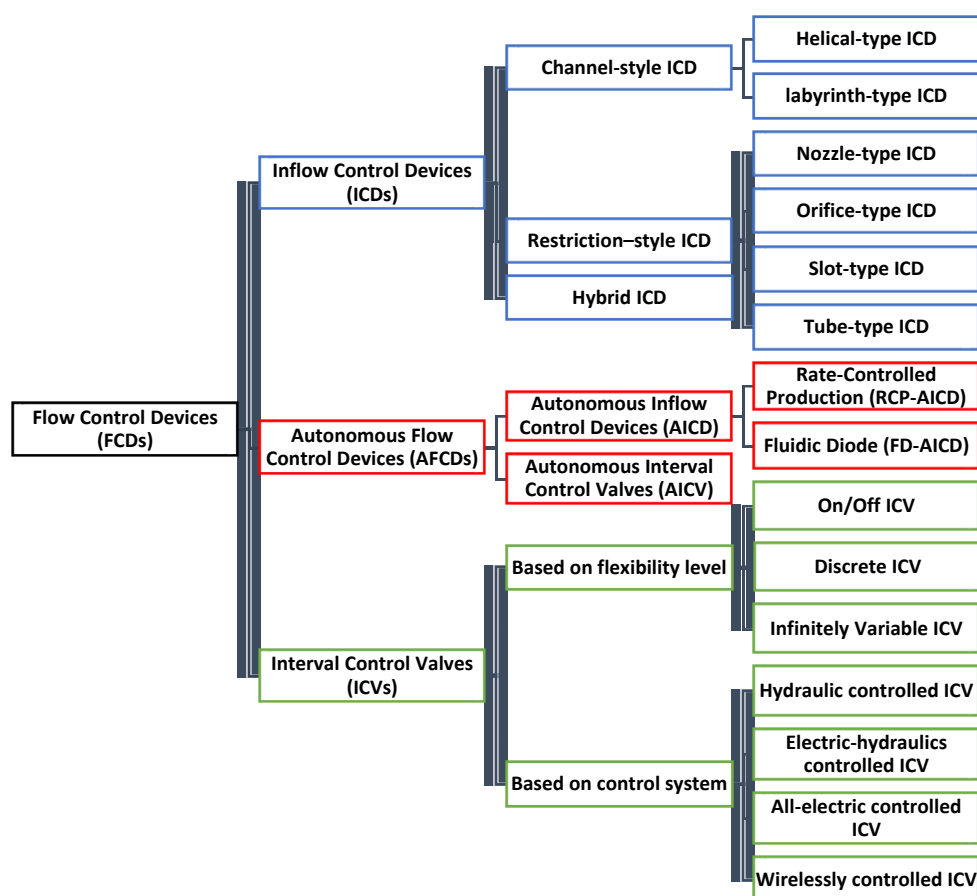 Flow Control Devices
(FCDs)
Inflow Control Devices
(ICDs)
Channel-style ICD
Helical-type ICD
labyrinth-type ICD
Restriction–style ICD
Nozzle-type ICD
Orifice-type ICD
Slot-type ICD
Tube-type ICD
Hybrid ICD
Autonomous Flow
Control Devices (AFCDs)
Autonomous Inflow
Control Devices (AICD)
Rate-Controlled
Production (RCP-AICD)
Fluidic Diode (FD-AICD)
Autonomous Interval
Control Valves (AICV)
Interval Control Valves
(ICVs)
Based on flexibility level
On/Off ICV
Discrete ICV
Infinitely Variable ICV
Based on control system
Hydraulic controlled ICV
Electric-hydraulics
controlled ICV
All-electric controlled
ICV
Wirelessly controlled ICV